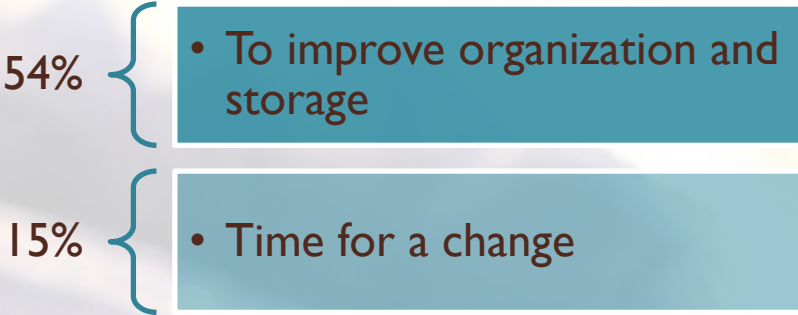 54%
• To improve organization and
storage
15%
• Time for a change